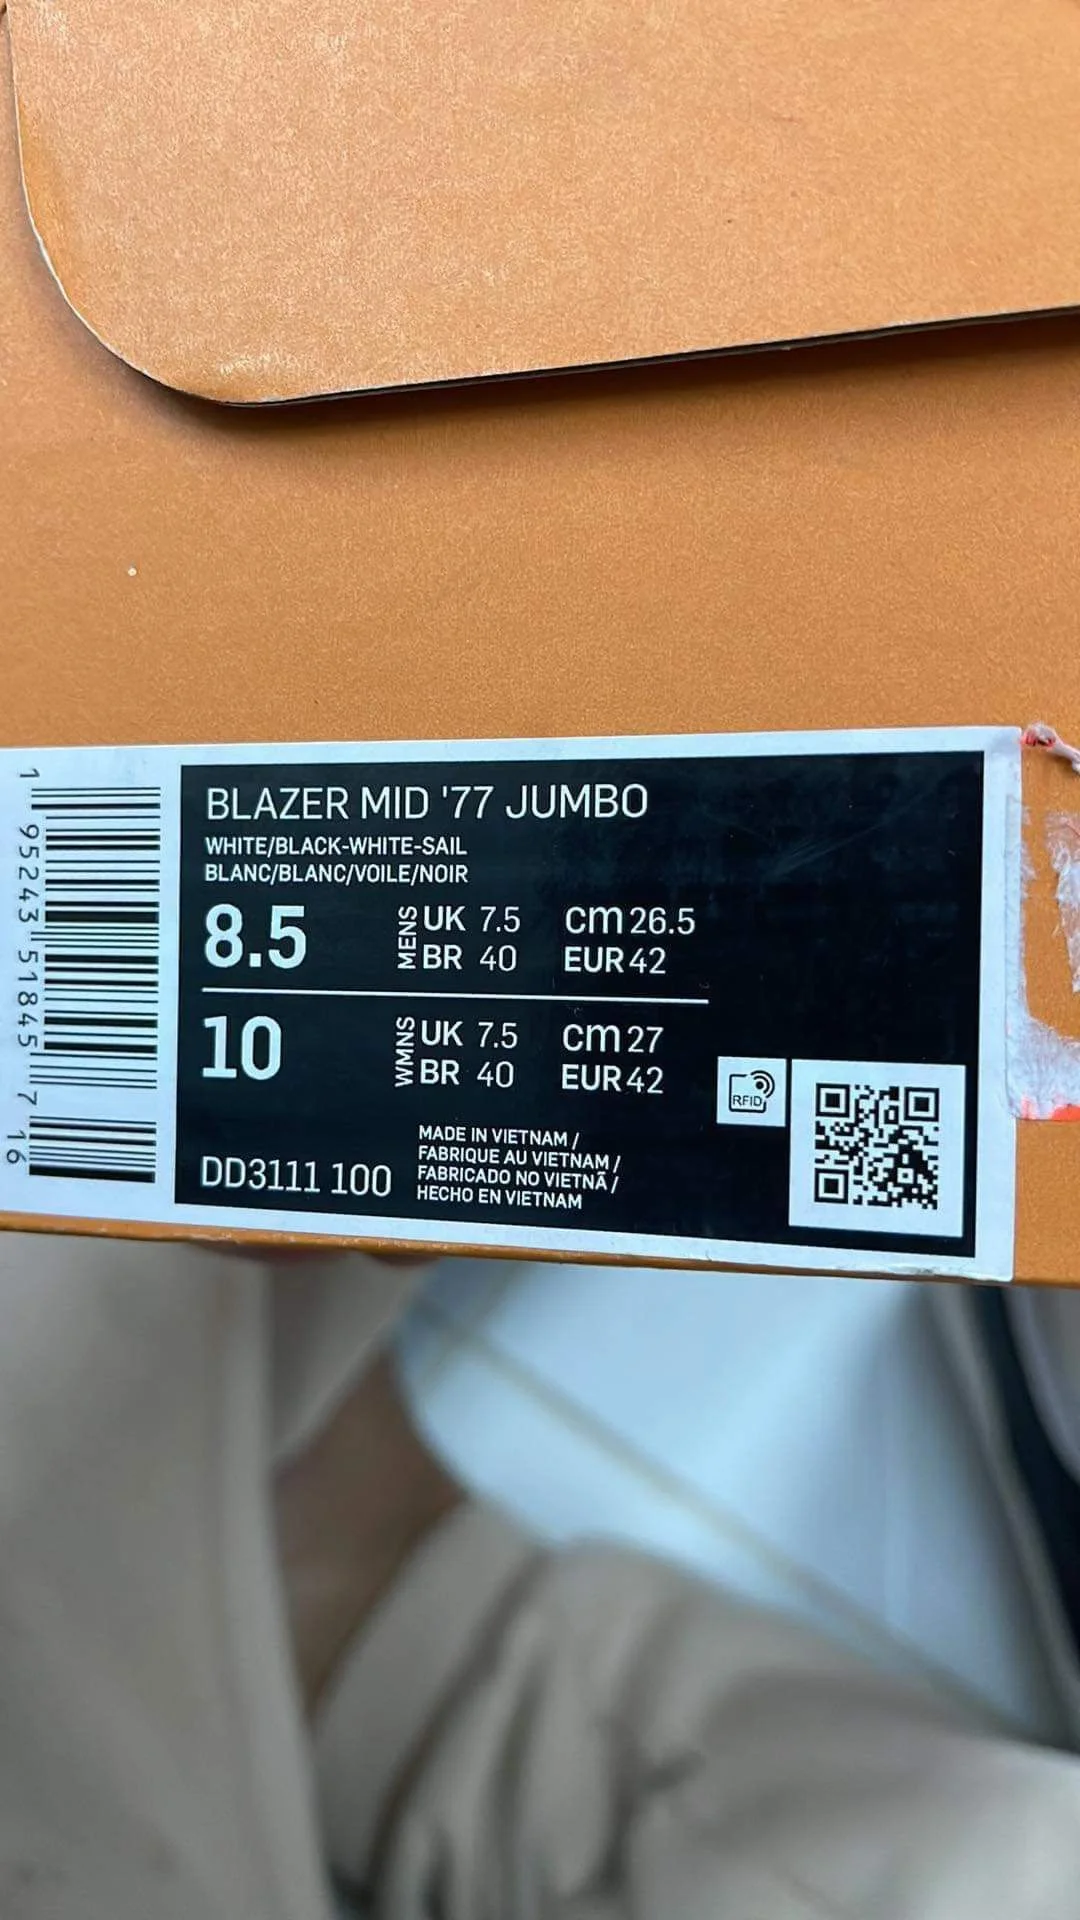 BLAZER MID '77 JUMBO
WHITE/BLACK-WHITE-SAIL
BLANC/BLANC/VOILE/NOIR
8.5 MENS UK 7.5 cm 26.5
BR 40 EUR 42
10 WMNS UK 7.5 cm 27
BR 40 EUR 42
RFID
MADE IN VIETNAM /
FABRIQUE AU VIETNAM /
FABRICADO NO VIETNÃ /
HECHO EN VIETNAM
DD3111 100
1 95243 51845 7 16